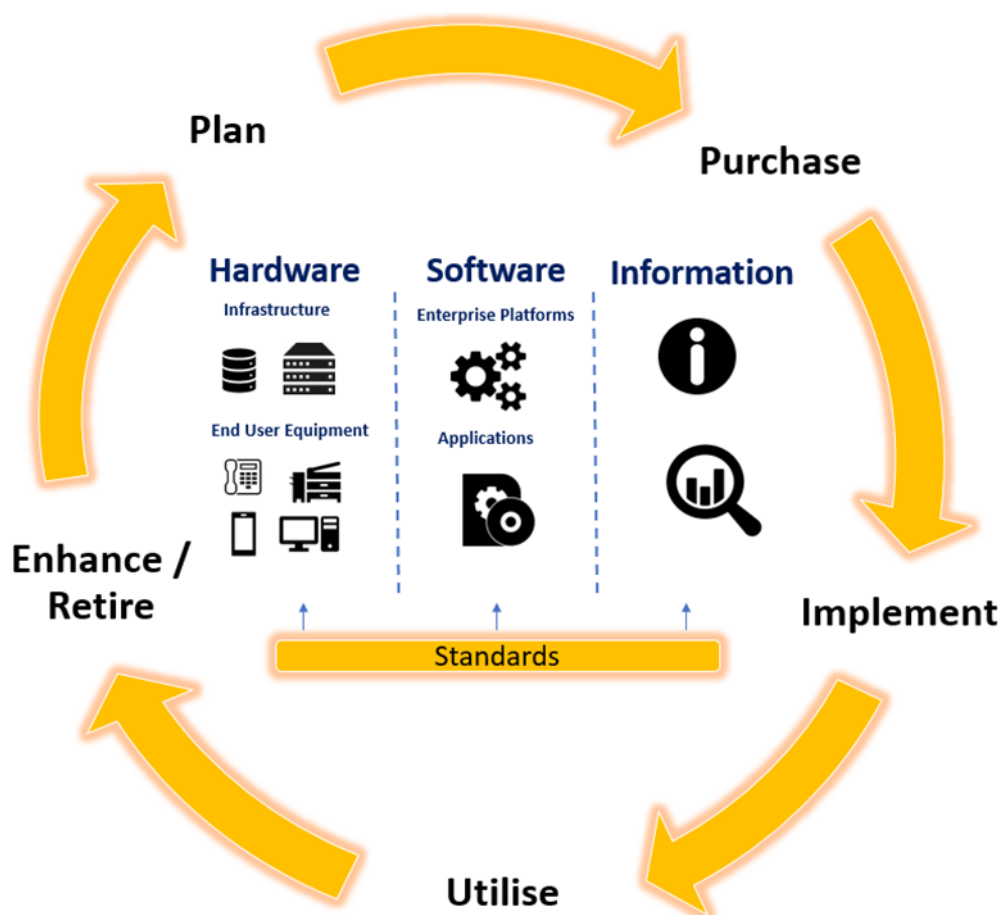 Plan
Purchase
Hardware
Software
Information
Infrastructure
Enterprise Platforms
End User Equipment
Applications
Enhance /
Retire
Implement
Standards
Utilise